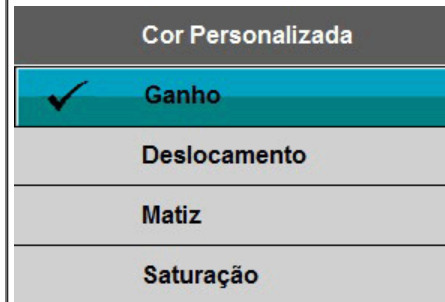 Cor Personalizada
Ganho
Deslocamento
Matiz
Saturação